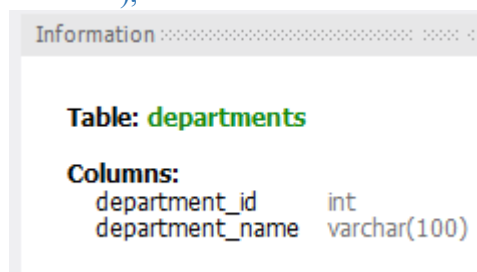 );
Information
Table: departments
Columns:
department_id int
department_name varchar(100)